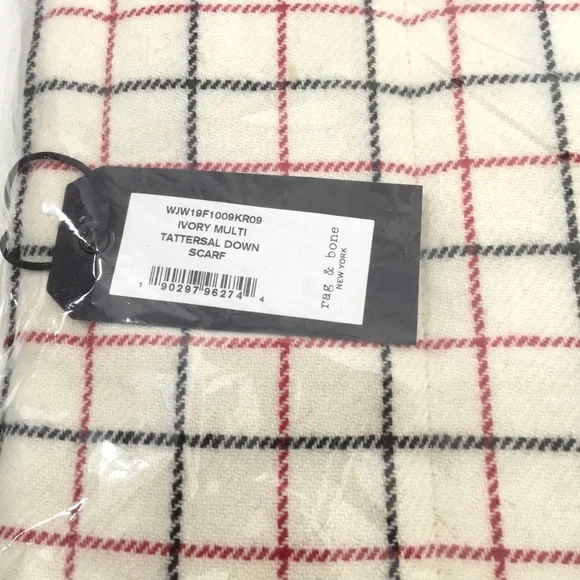 WJW19F1009KR09
IVORY MULTI
TATTERSAL DOWN
SCARF
1 90297 96274 4
rag & bone
NEW YORK